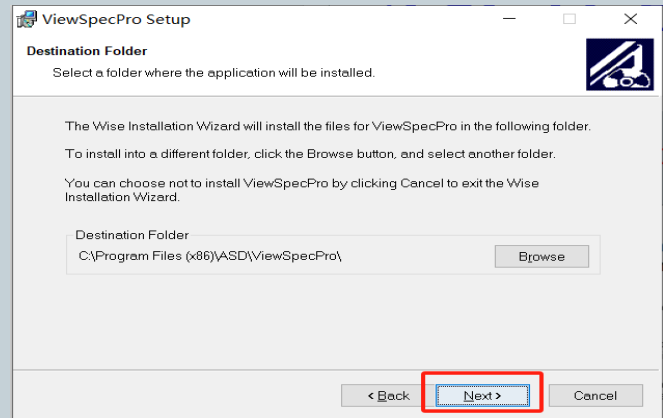 ViewSpecPro Setup
Destination Folder
Select a folder where the application will be installed.
The Wise Installation Wizard will install the files for ViewSpecPro in the following folder.
To install into a different folder, click the Browse button, and select another folder.
You can choose not to install ViewSpecPro by clicking Cancel to exit the Wise
Installation Wizard.
Destination Folder
C:\Program Files (x86)\ASD\ViewSpecPro\
Browse
< Back
Next >
Cancel